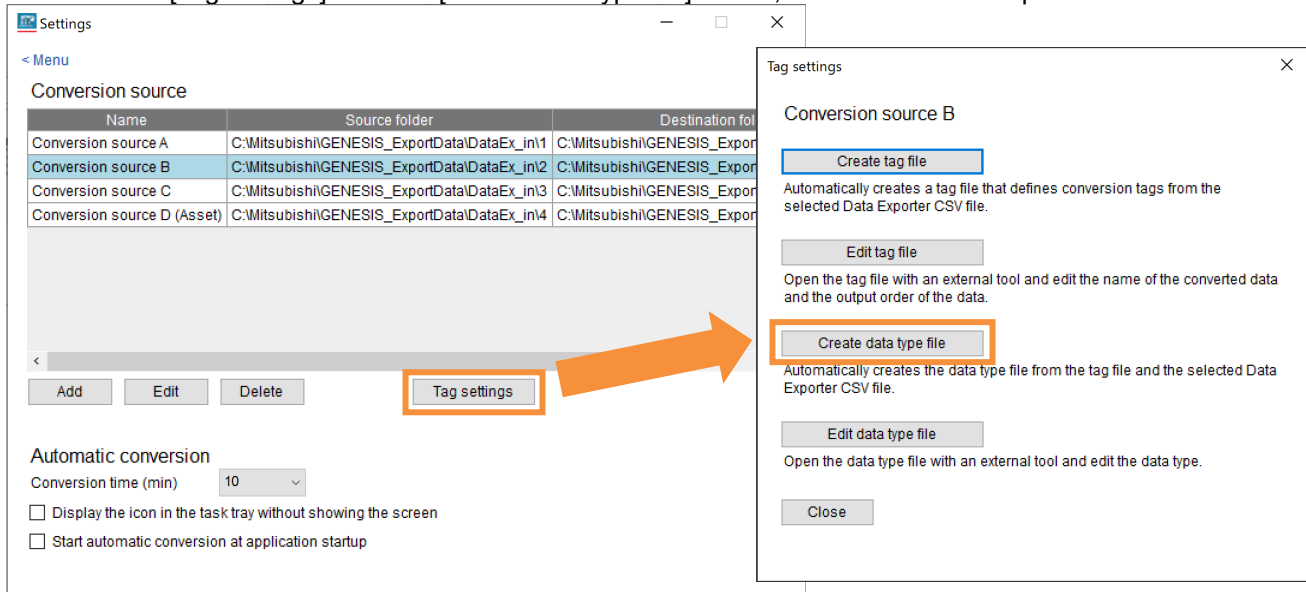 Settings
< Menu
Conversion source
Name Source folder Destination fol
Conversion source A C:\Mitsubishi\GENESIS_ExportData\DataEx_in\1 C:\Mitsubishi\GENESIS_Expor
Conversion source B C:\Mitsubishi\GENESIS_ExportData\DataEx_in\2 C:\Mitsubishi\GENESIS_Expor
Conversion source C C:\Mitsubishi\GENESIS_ExportData\DataEx_in\3 C:\Mitsubishi\GENESIS_Expor
Conversion source D (Asset) C:\Mitsubishi\GENESIS_ExportData\DataEx_in\4 C:\Mitsubishi\GENESIS_Expor
Add Edit Delete Tag settings
Automatic conversion
Conversion time (min) 10
Display the icon in the task tray without showing the screen
Start automatic conversion at application startup
Tag settings
Conversion source B
Create tag file
Automatically creates a tag file that defines conversion tags from the
selected Data Exporter CSV file.
Edit tag file
Open the tag file with an external tool and edit the name of the converted data
and the output order of the data.
Create data type file
Automatically creates the data type file from the tag file and the selected Data
Exporter CSV file.
Edit data type file
Open the data type file with an external tool and edit the data type.
Close